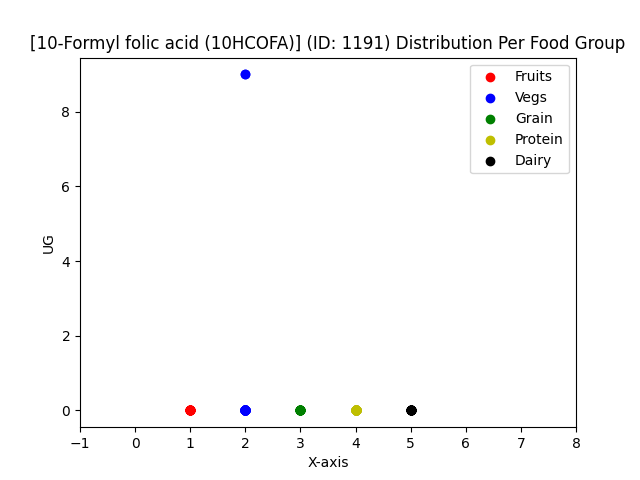 [10-Formyl folic acid (10HCOFA)] (ID: 1191) Distribution Per Food Group
Fruits
Vegs
Grain
Protein
Dairy
UG
8
6
4
2
0
−1 0 1 2 3 4 5 6 7 8
X-axis